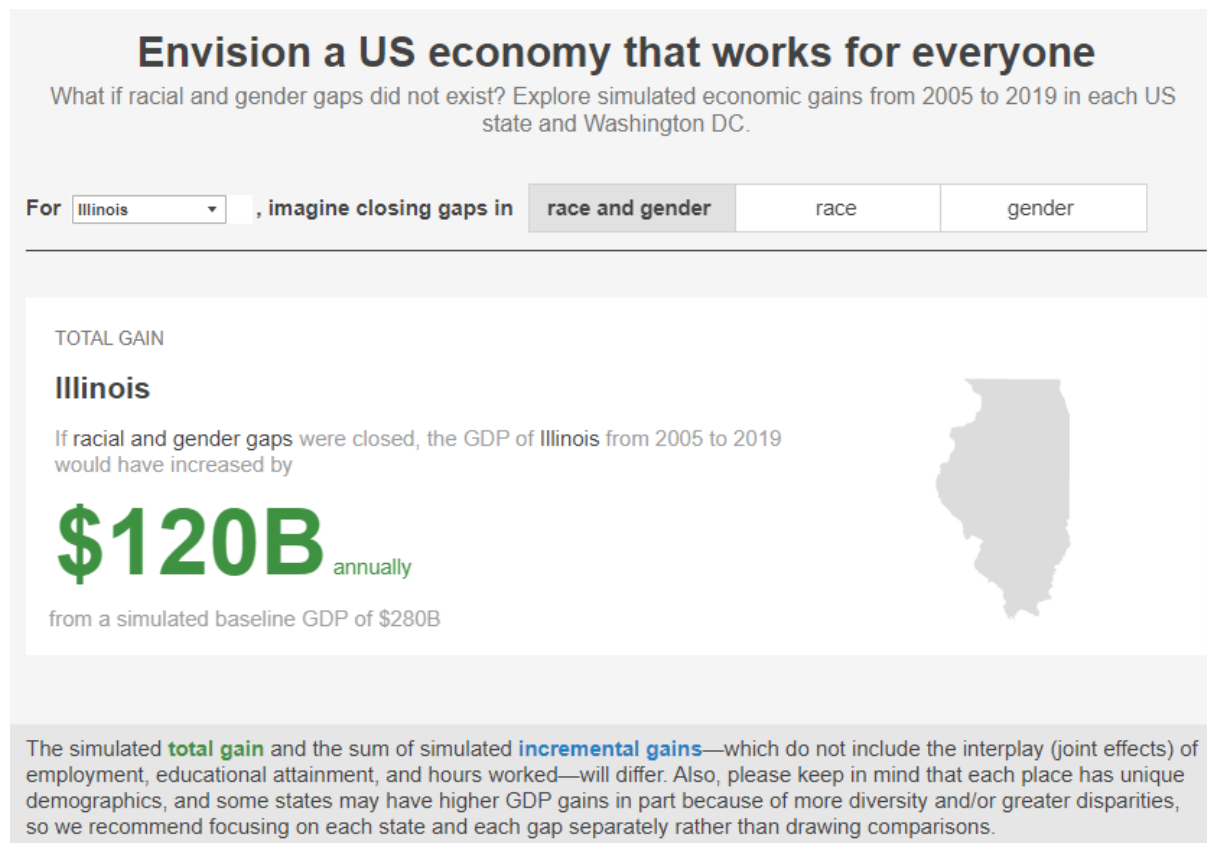 Envision a US economy that works for everyone
What if racial and gender gaps did not exist? Explore simulated economic gains from 2005 to 2019 in each US
state and Washington DC.
For Illinois , imagine closing gaps in race and gender race gender
TOTAL GAIN
Illinois
If racial and gender gaps were closed, the GDP of Illinois from 2005 to 2019
would have increased by
$120B annually
from a simulated baseline GDP of $280B
The simulated total gain and the sum of simulated incremental gains—which do not include the interplay (joint effects) of
employment, educational attainment, and hours worked—will differ. Also, please keep in mind that each place has unique
demographics, and some states may have higher GDP gains in part because of more diversity and/or greater disparities,
so we recommend focusing on each state and each gap separately rather than drawing comparisons.